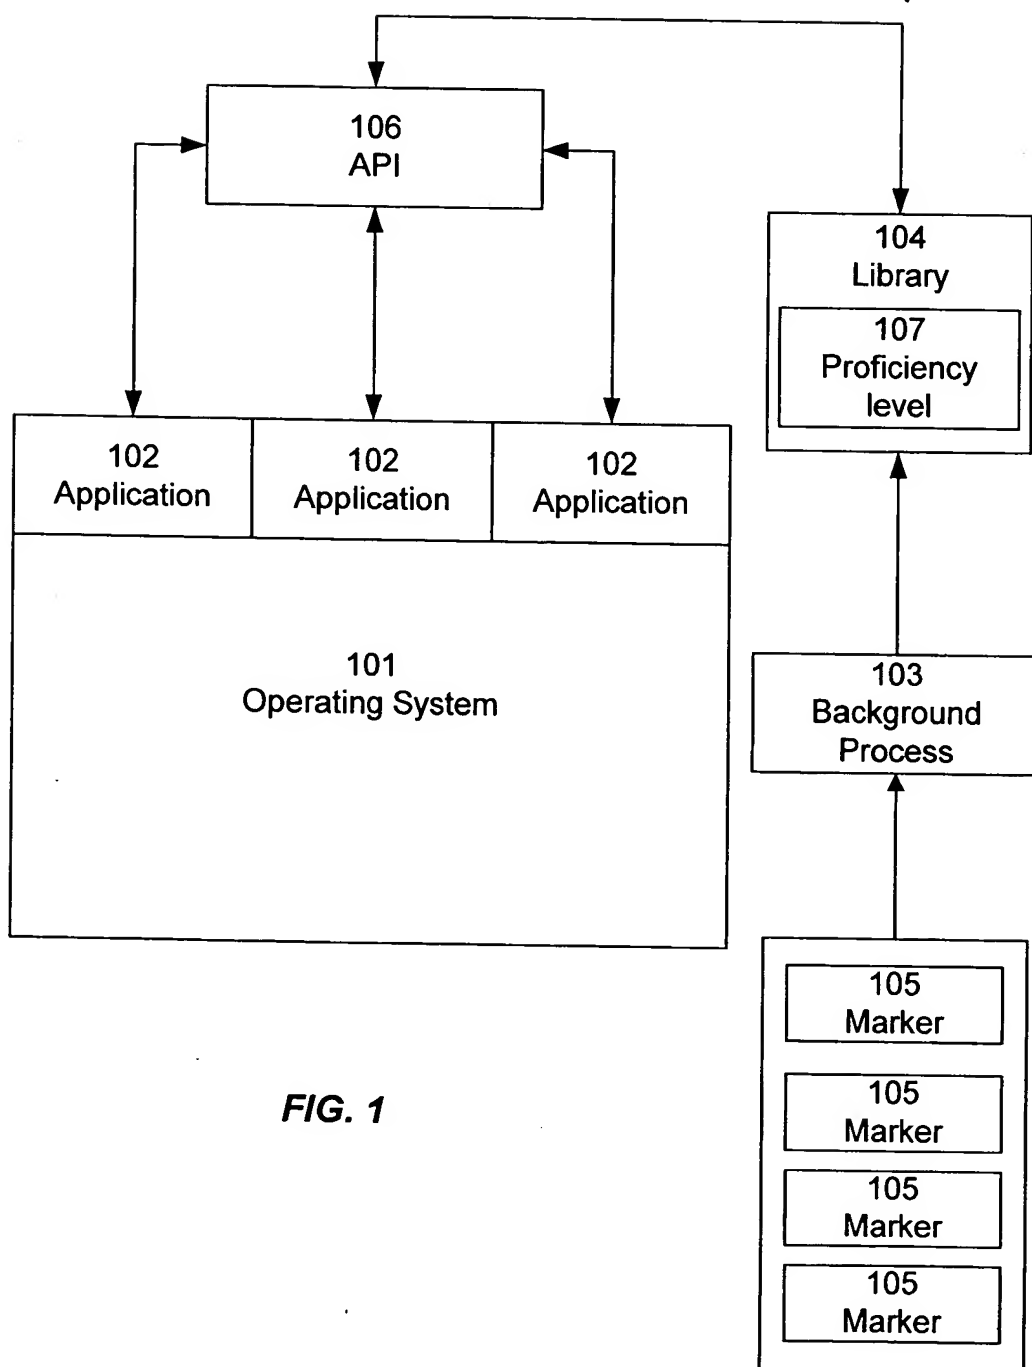 106
API
104
Library
107
Proficiency
level
102
Application
102
Application
102
Application
101
Operating System
103
Background
Process
105
Marker
105
Marker
105
Marker
105
Marker
FIG. 1